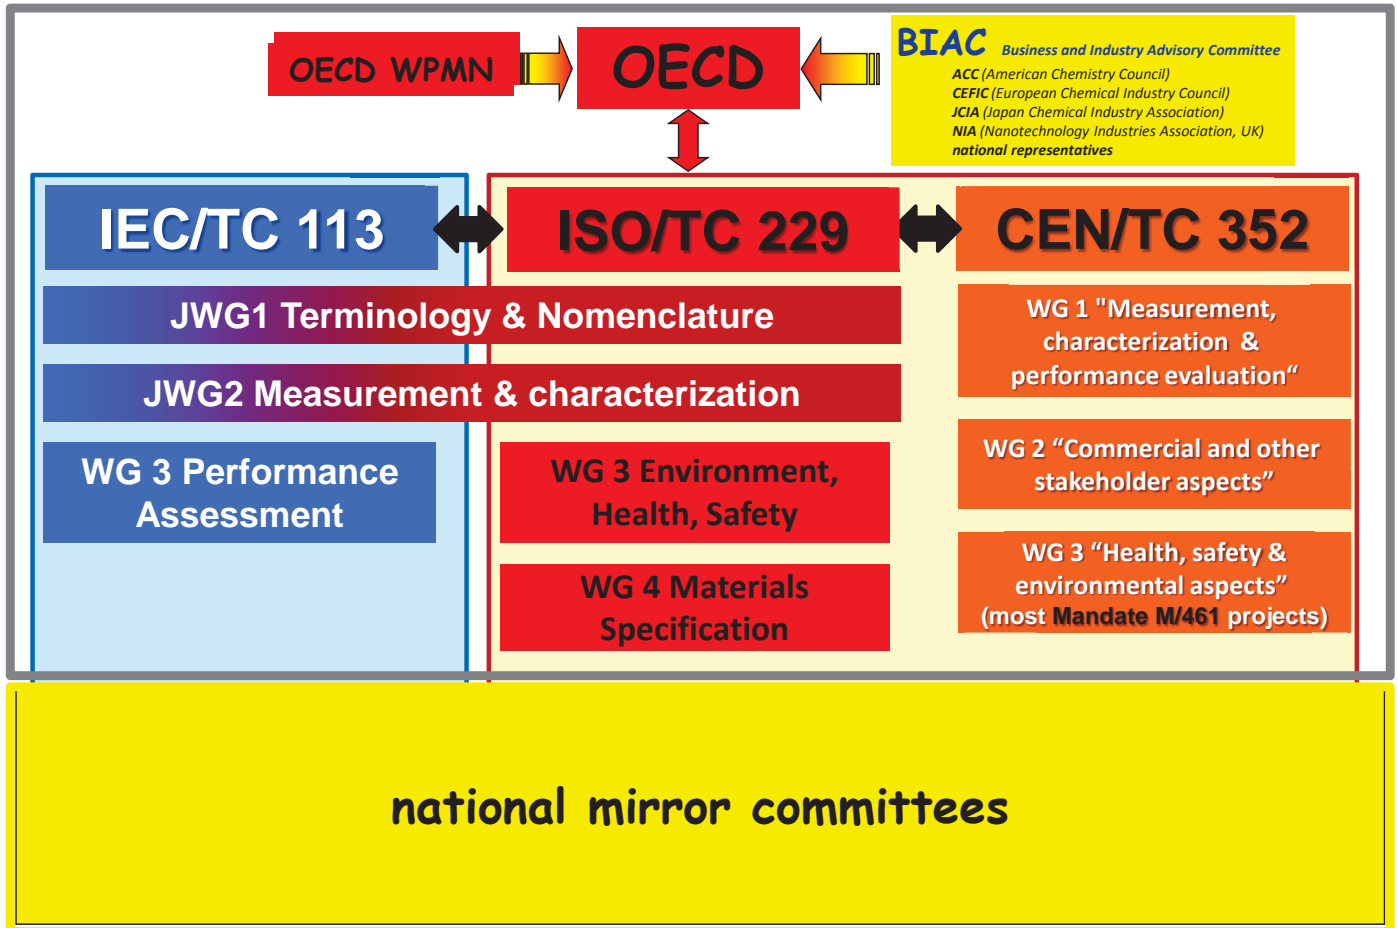 OECD WPMN
OECD
BIAC Business and Industry Advisory Committee
ACC (American Chemistry Council)
CEFIC (European Chemical Industry Council)
JCIA (Japan Chemical Industry Association)
NIA (Nanotechnology Industries Association, UK)
national representatives
IEC/TC 113
ISO/TC 229
CEN/TC 352
JWG1 Terminology & Nomenclature
JWG2 Measurement & characterization
WG 3 Performance
Assessment
WG 3 Environment,
Health, Safety
WG 4 Materials
Specification
WG 1 "Measurement,
characterization &
performance evaluation“
WG 2 “Commercial and other
stakeholder aspects”
WG 3 “Health, safety &
environmental aspects”
(most Mandate M/461 projects)
national mirror committees